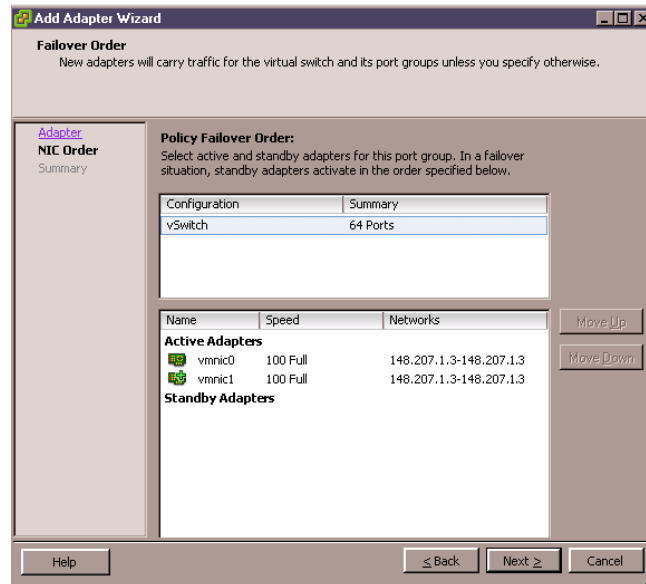 Add Adapter Wizard
Failover Order
New adapters will carry traffic for the virtual switch and its port groups unless you specify otherwise.
Adapter
NIC Order
Summary
Policy Failover Order:
Select active and standby adapters for this port group. In a failover
situation, standby adapters activate in the order specified below.
Configuration Summary
vSwitch 64 Ports
Name Speed Networks
Active Adapters
vmnic0 100 Full 148.207.1.3-148.207.1.3
vmnic1 100 Full 148.207.1.3-148.207.1.3
Standby Adapters
Move Up
Move Down
Help
< Back
Next >
Cancel